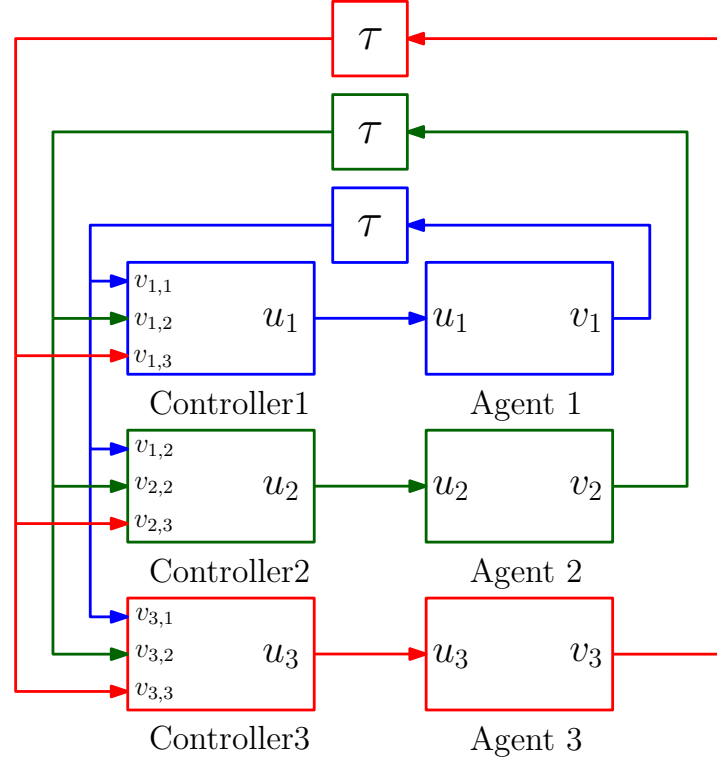 τ
τ
τ
v1,1
v1,2
v1,3
u1
u1
v1
Controller1
Agent 1
v1,2
v2,2
v2,3
u2
u2
v2
Controller2
Agent 2
v3,1
v3,2
v3,3
u3
u3
v3
Controller3
Agent 3